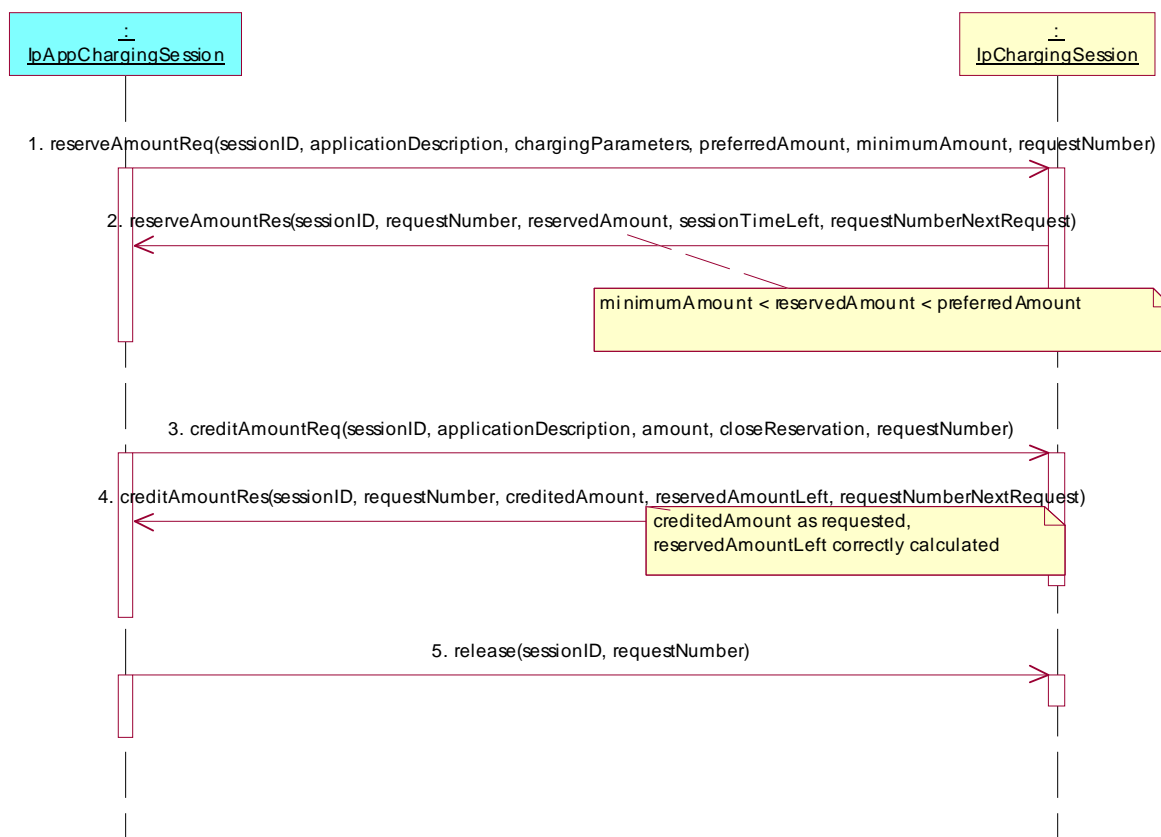 :
IpAppChargingSession
:
IpChargingSession
1. reserveAmountReq(sessionID, applicationDescription, chargingParameters, preferredAmount, minimumAmount, requestNumber)
2. reserveAmountRes(sessionID, requestNumber, reservedAmount, sessionTimeLeft, requestNumberNextRequest)
minimumAmount < reservedAmount < preferredAmount
3. creditAmountReq(sessionID, applicationDescription, amount, closeReservation, requestNumber)
4. creditAmountRes(sessionID, requestNumber, creditedAmount, reservedAmountLeft, requestNumberNextRequest)
creditedAmount as requested,
reservedAmountLeft correctly calculated
5. release(sessionID, requestNumber)